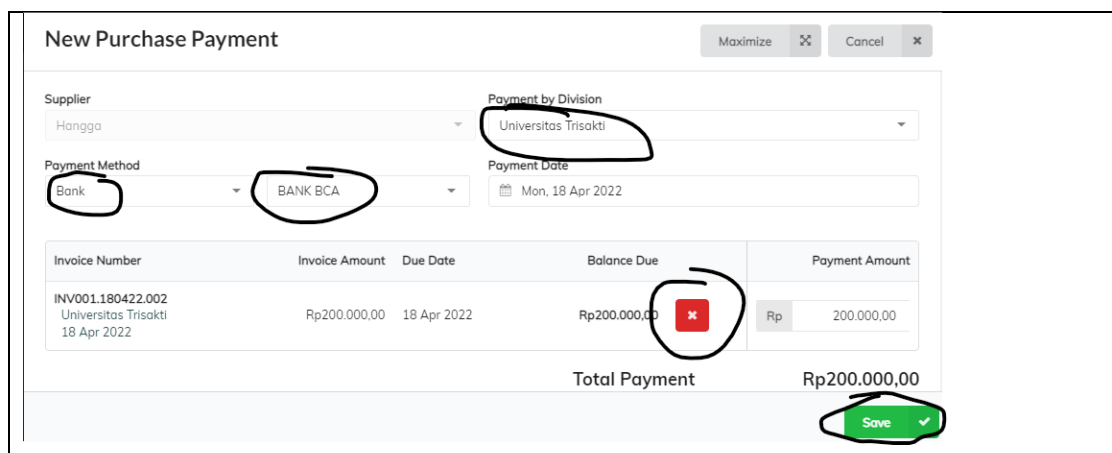 New Purchase Payment
Maximize Cancel
Supplier Payment by Division
Hangga Universitas Trisakti
Payment Method Payment Date
Bank BANK BCA Mon, 18 Apr 2022
Invoice Number Invoice Amount Due Date Balance Due Payment Amount
INV001.180422.002
Universitas Trisakti Rp200.000,00 18 Apr 2022 Rp200.000,00 Rp 200.000,00
18 Apr 2022
Total Payment Rp200.000,00
Save